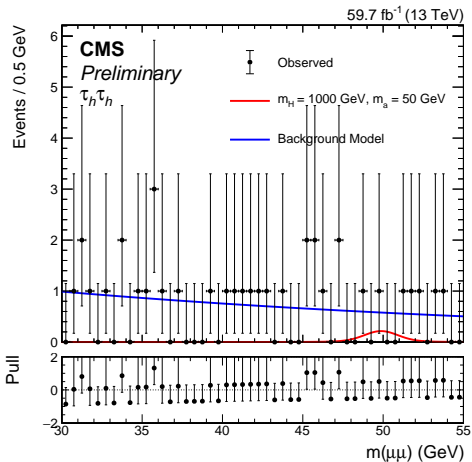 59.7 fb⁻¹ (13 TeV)
CMS
Preliminary
τₕτₕ
Observed
m_H = 1000 GeV, m_a = 50 GeV
Background Model
Events / 0.5 GeV
6
5
4
3
2
1
0
Pull
2
0
−2
30 35 40 45 50 55
m(μμ) (GeV)